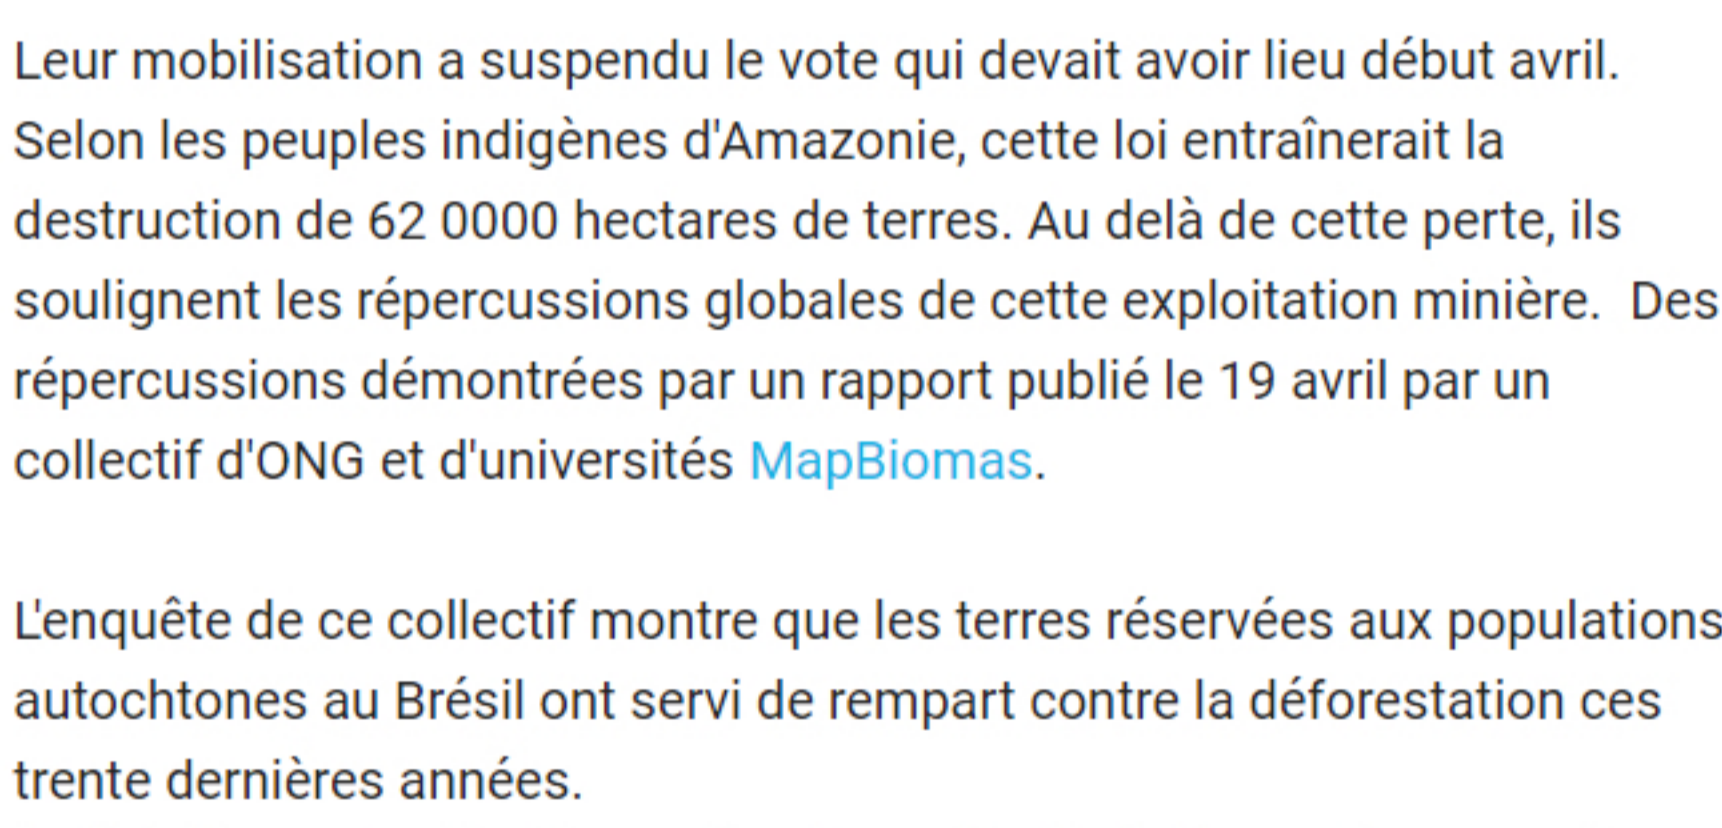 Leur mobilisation a suspendu le vote qui devait avoir lieu début avril.
Selon les peuples indigènes d'Amazonie, cette loi entraînerait la
destruction de 62 0000 hectares de terres. Au delà de cette perte, ils
soulignent les répercussions globales de cette exploitation minière.  Des
répercussions démontrées par un rapport publié le 19 avril par un
collectif d'ONG et d'universités MapBiomas.
L'enquête de ce collectif montre que les terres réservées aux populations
autochtones au Brésil ont servi de rempart contre la déforestation ces
trente dernières années.